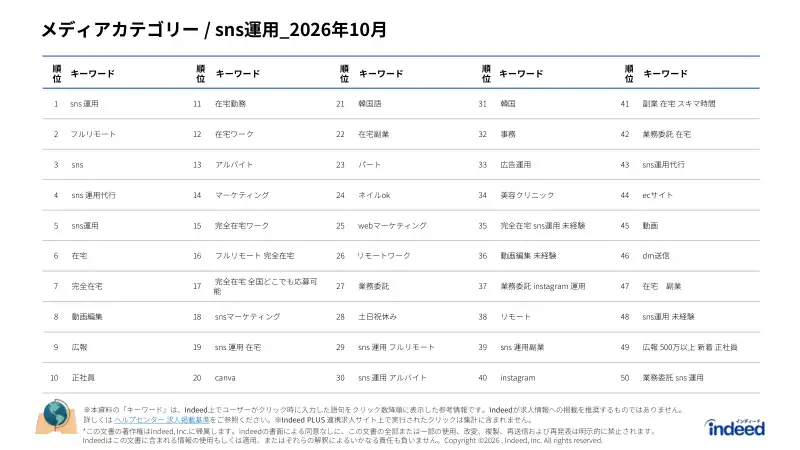 メディアカテゴリー / sns運用_2026年10月
順位 キーワード 順位 キーワード 順位 キーワード 順位 キーワード 順位 キーワード
1 sns 運用 11 在宅勤務 21 韓国語 31 韓国 41 副業 在宅 スキマ時間
2 フルリモート 12 在宅ワーク 22 在宅副業 32 事務 42 業務委託 在宅
3 sns 13 アルバイト 23 パート 33 広告運用 43 sns運用代行
4 sns 運用代行 14 マーケティング 24 ネイルok 34 美容クリニック 44 ecサイト
5 sns運用 15 完全在宅ワーク 25 webマーケティング 35 完全在宅 sns運用 未経験 45 動画
6 在宅 16 フルリモート 完全在宅 26 リモートワーク 36 動画編集 未経験 46 dm送信
7 完全在宅 17 完全在宅 全国どこでも応募可能 27 業務委託 37 業務委託 instagram 運用 47 在宅　副業
8 動画編集 18 snsマーケティング 28 土日祝休み 38 リモート 48 sns運用 未経験
9 広報 19 sns 運用 在宅 29 sns 運用 フルリモート 39 sns 運用副業 49 広報 500万以上 新着 正社員
10 正社員 20 canva 30 sns 運用 アルバイト 40 instagram 50 業務委託 sns 運用
※本資料の「キーワード」は、Indeed上でユーザーがクリック時に入力した語句をクリック数降順に表示した参考情報です。Indeedが求人情報への掲載を推奨するものではありません。
詳しくは ヘルプセンター 求人掲載基準をご参照ください。※Indeed PLUS 連携求人サイト上で実行されたクリックは集計に含まれません。
*この文書の著作権はIndeed, Inc.に帰属します。Indeedの書面による同意なしに、この文書の全部または一部の使用、改変、複製、再送信および再発表は明示的に禁止されます。
Indeedはこの文書に含まれる情報の使用もしくは適用、またはそれらの解釈によるいかなる責任も負いません。Copyright ©2026 , Indeed, Inc. All rights reserved.
インディード
indeed